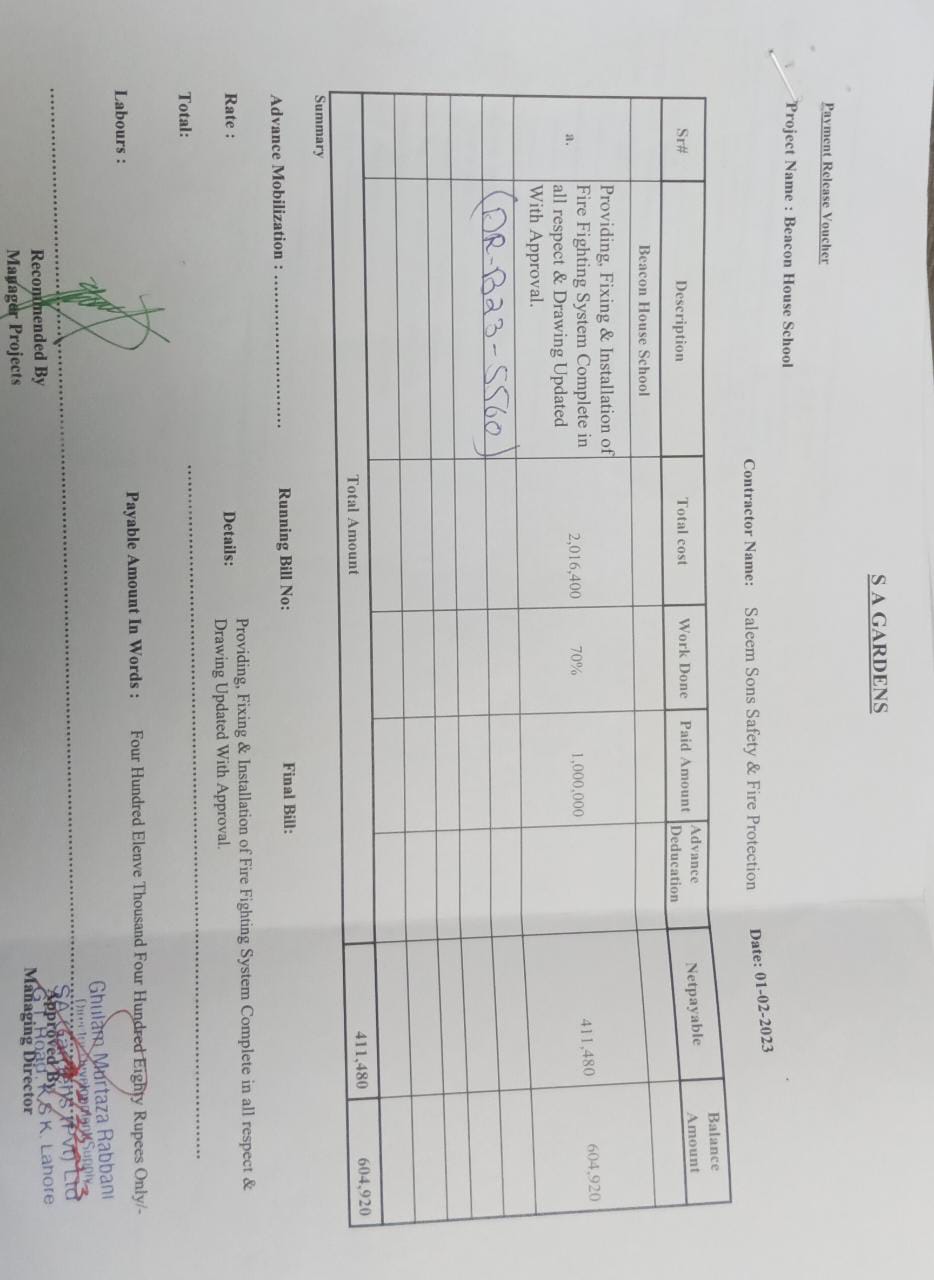 S A GARDENS
Payment Release Voucher
Project Name : Beacon House School
Contractor Name: Saleem Sons Safety & Fire Protection Date: 01-02-2023
Sr# Description Total cost Work Done Paid Amount Advance Deducation Netpayable Balance Amount
Beacon House School
a. Providing, Fixing & Installation of Fire Fighting System Complete in all respect & Drawing Updated With Approval. 2,016,400 70% 1,000,000 411,480 604,920
(DR-B23-5560)
Total Amount 411,480 604,920
Summary
Advance Mobilization : .......................... Running Bill No: Final Bill:
Rate : Details: Providing, Fixing & Installation of Fire Fighting System Complete in all respect &
Drawing Updated With Approval.
Total:
Labours : Payable Amount In Words : Four Hundred Elenve Thousand Four Hundred Eighty Rupees Only/-
Ghulam Murtaza Rabbani
SA Gardens (Pvt) Ltd
G.T Road, K.S.K. Lahore
Recommended By Approved By
Manager Projects Managing Director